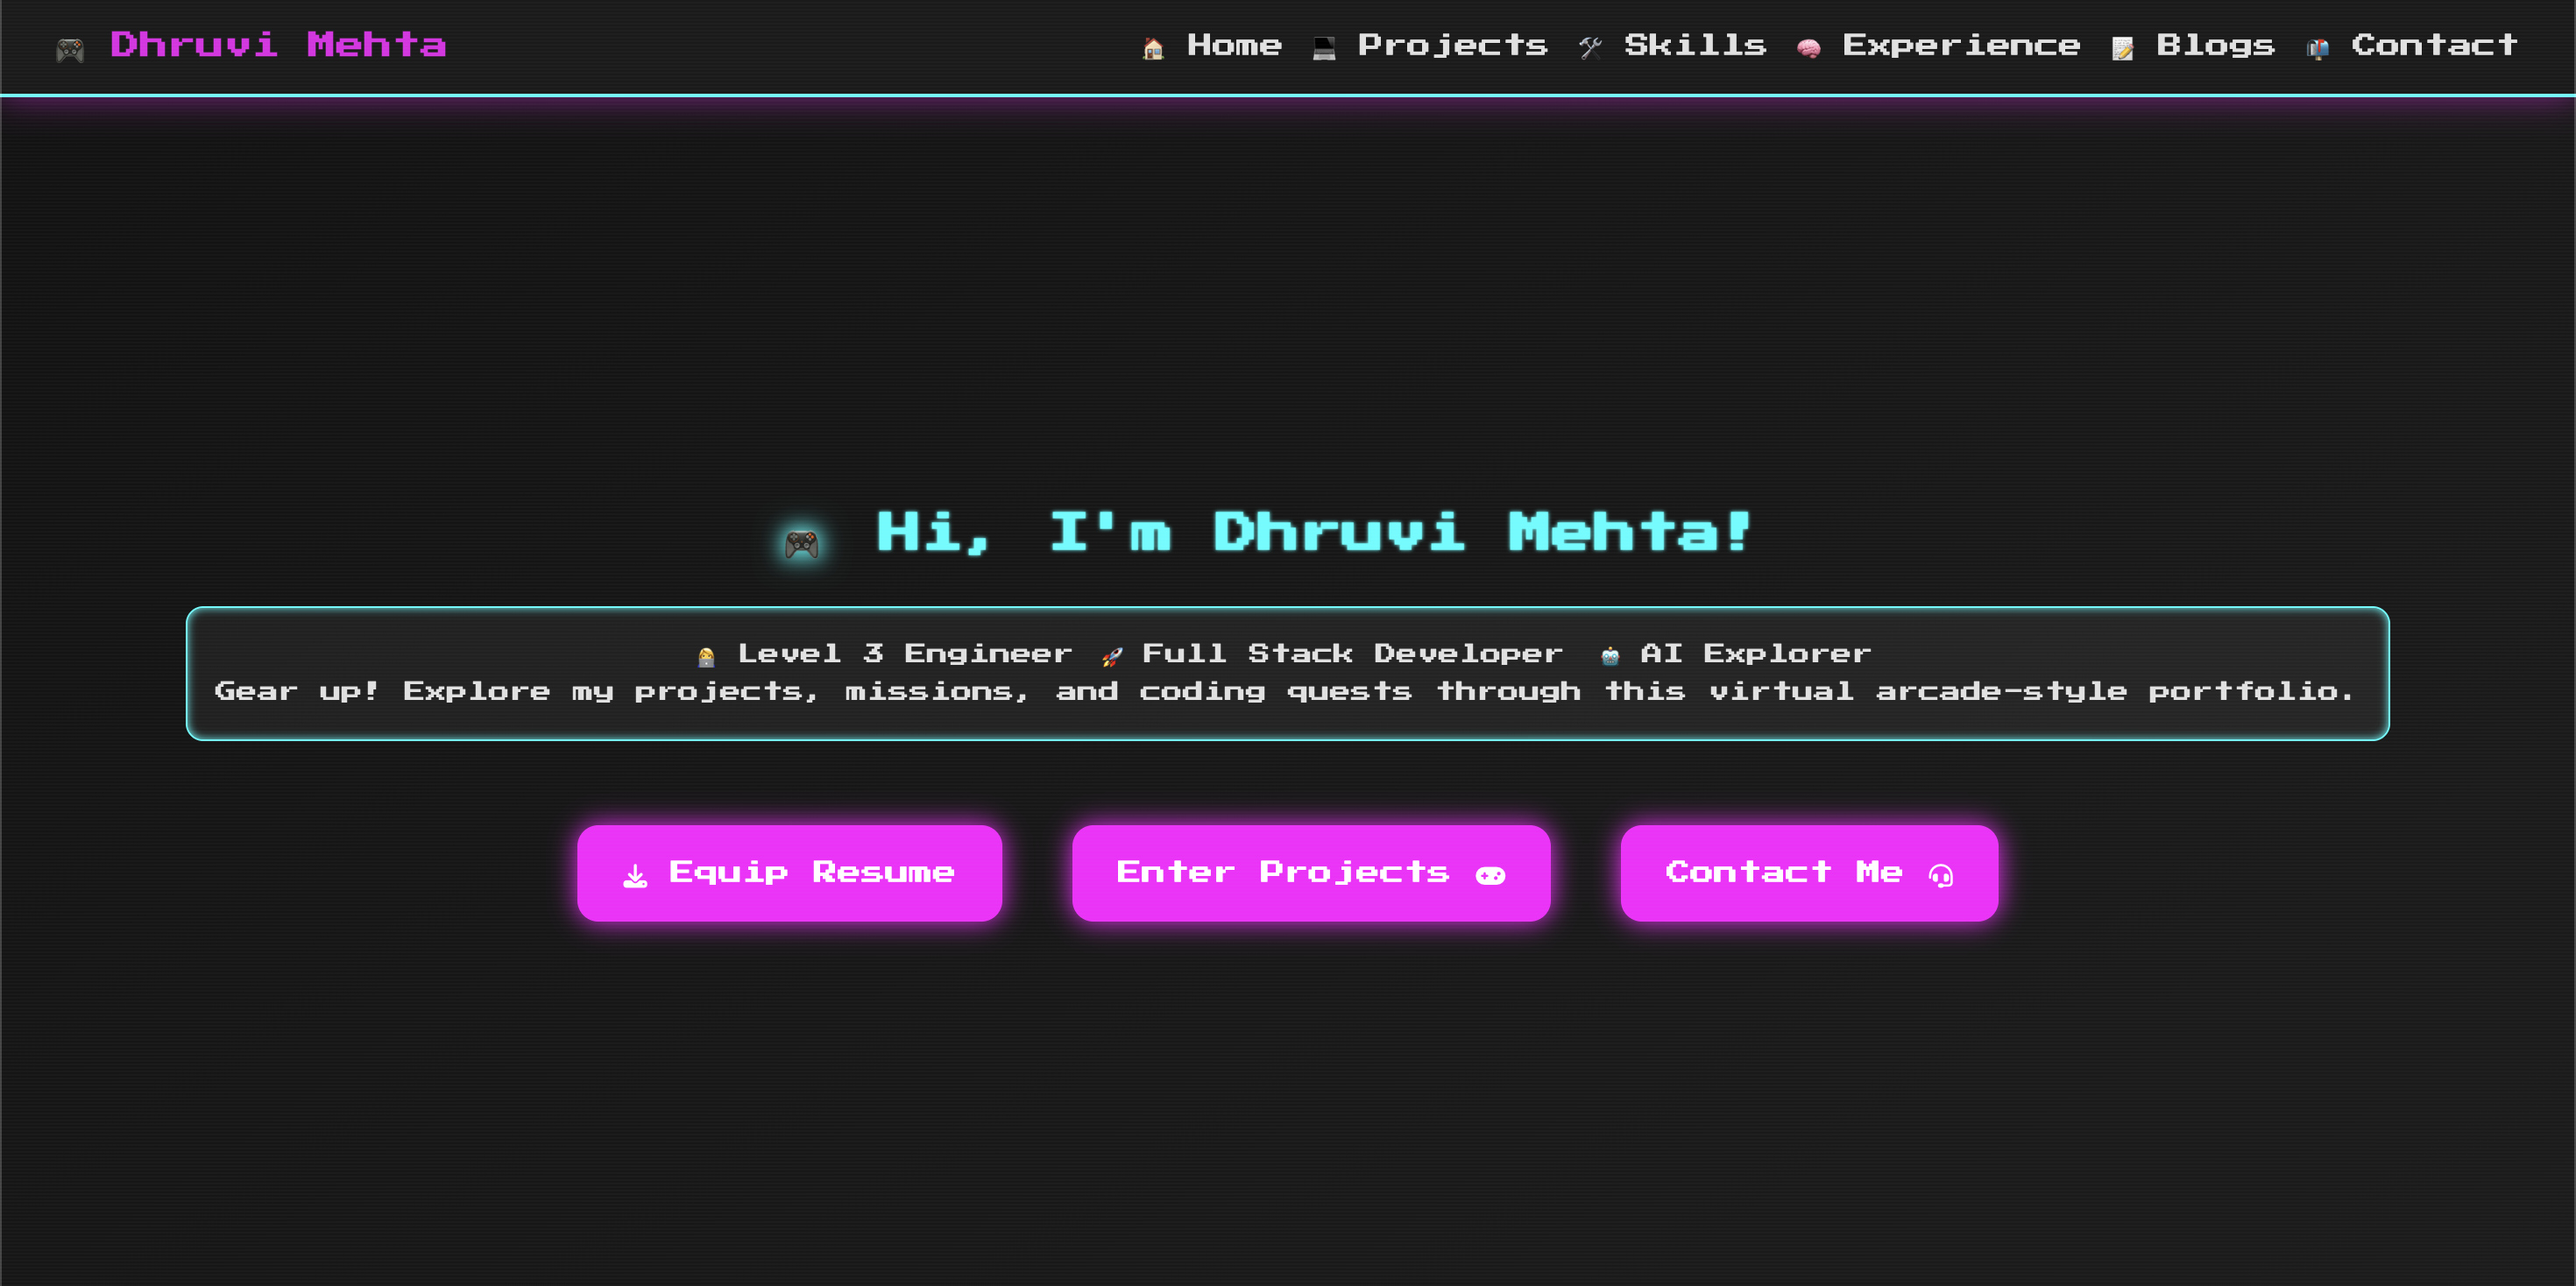 🎮 Dhruvi Mehta
🏠 Home 💻 Projects 🛠️ Skills 🧠 Experience 📝 Blogs 📬 Contact
🎮 Hi, I'm Dhruvi Mehta!
👩‍💻 Level 3 Engineer 🚀 Full Stack Developer 🤖 AI Explorer
Gear up! Explore my projects, missions, and coding quests through this virtual arcade-style portfolio.
Equip Resume
Enter Projects
Contact Me